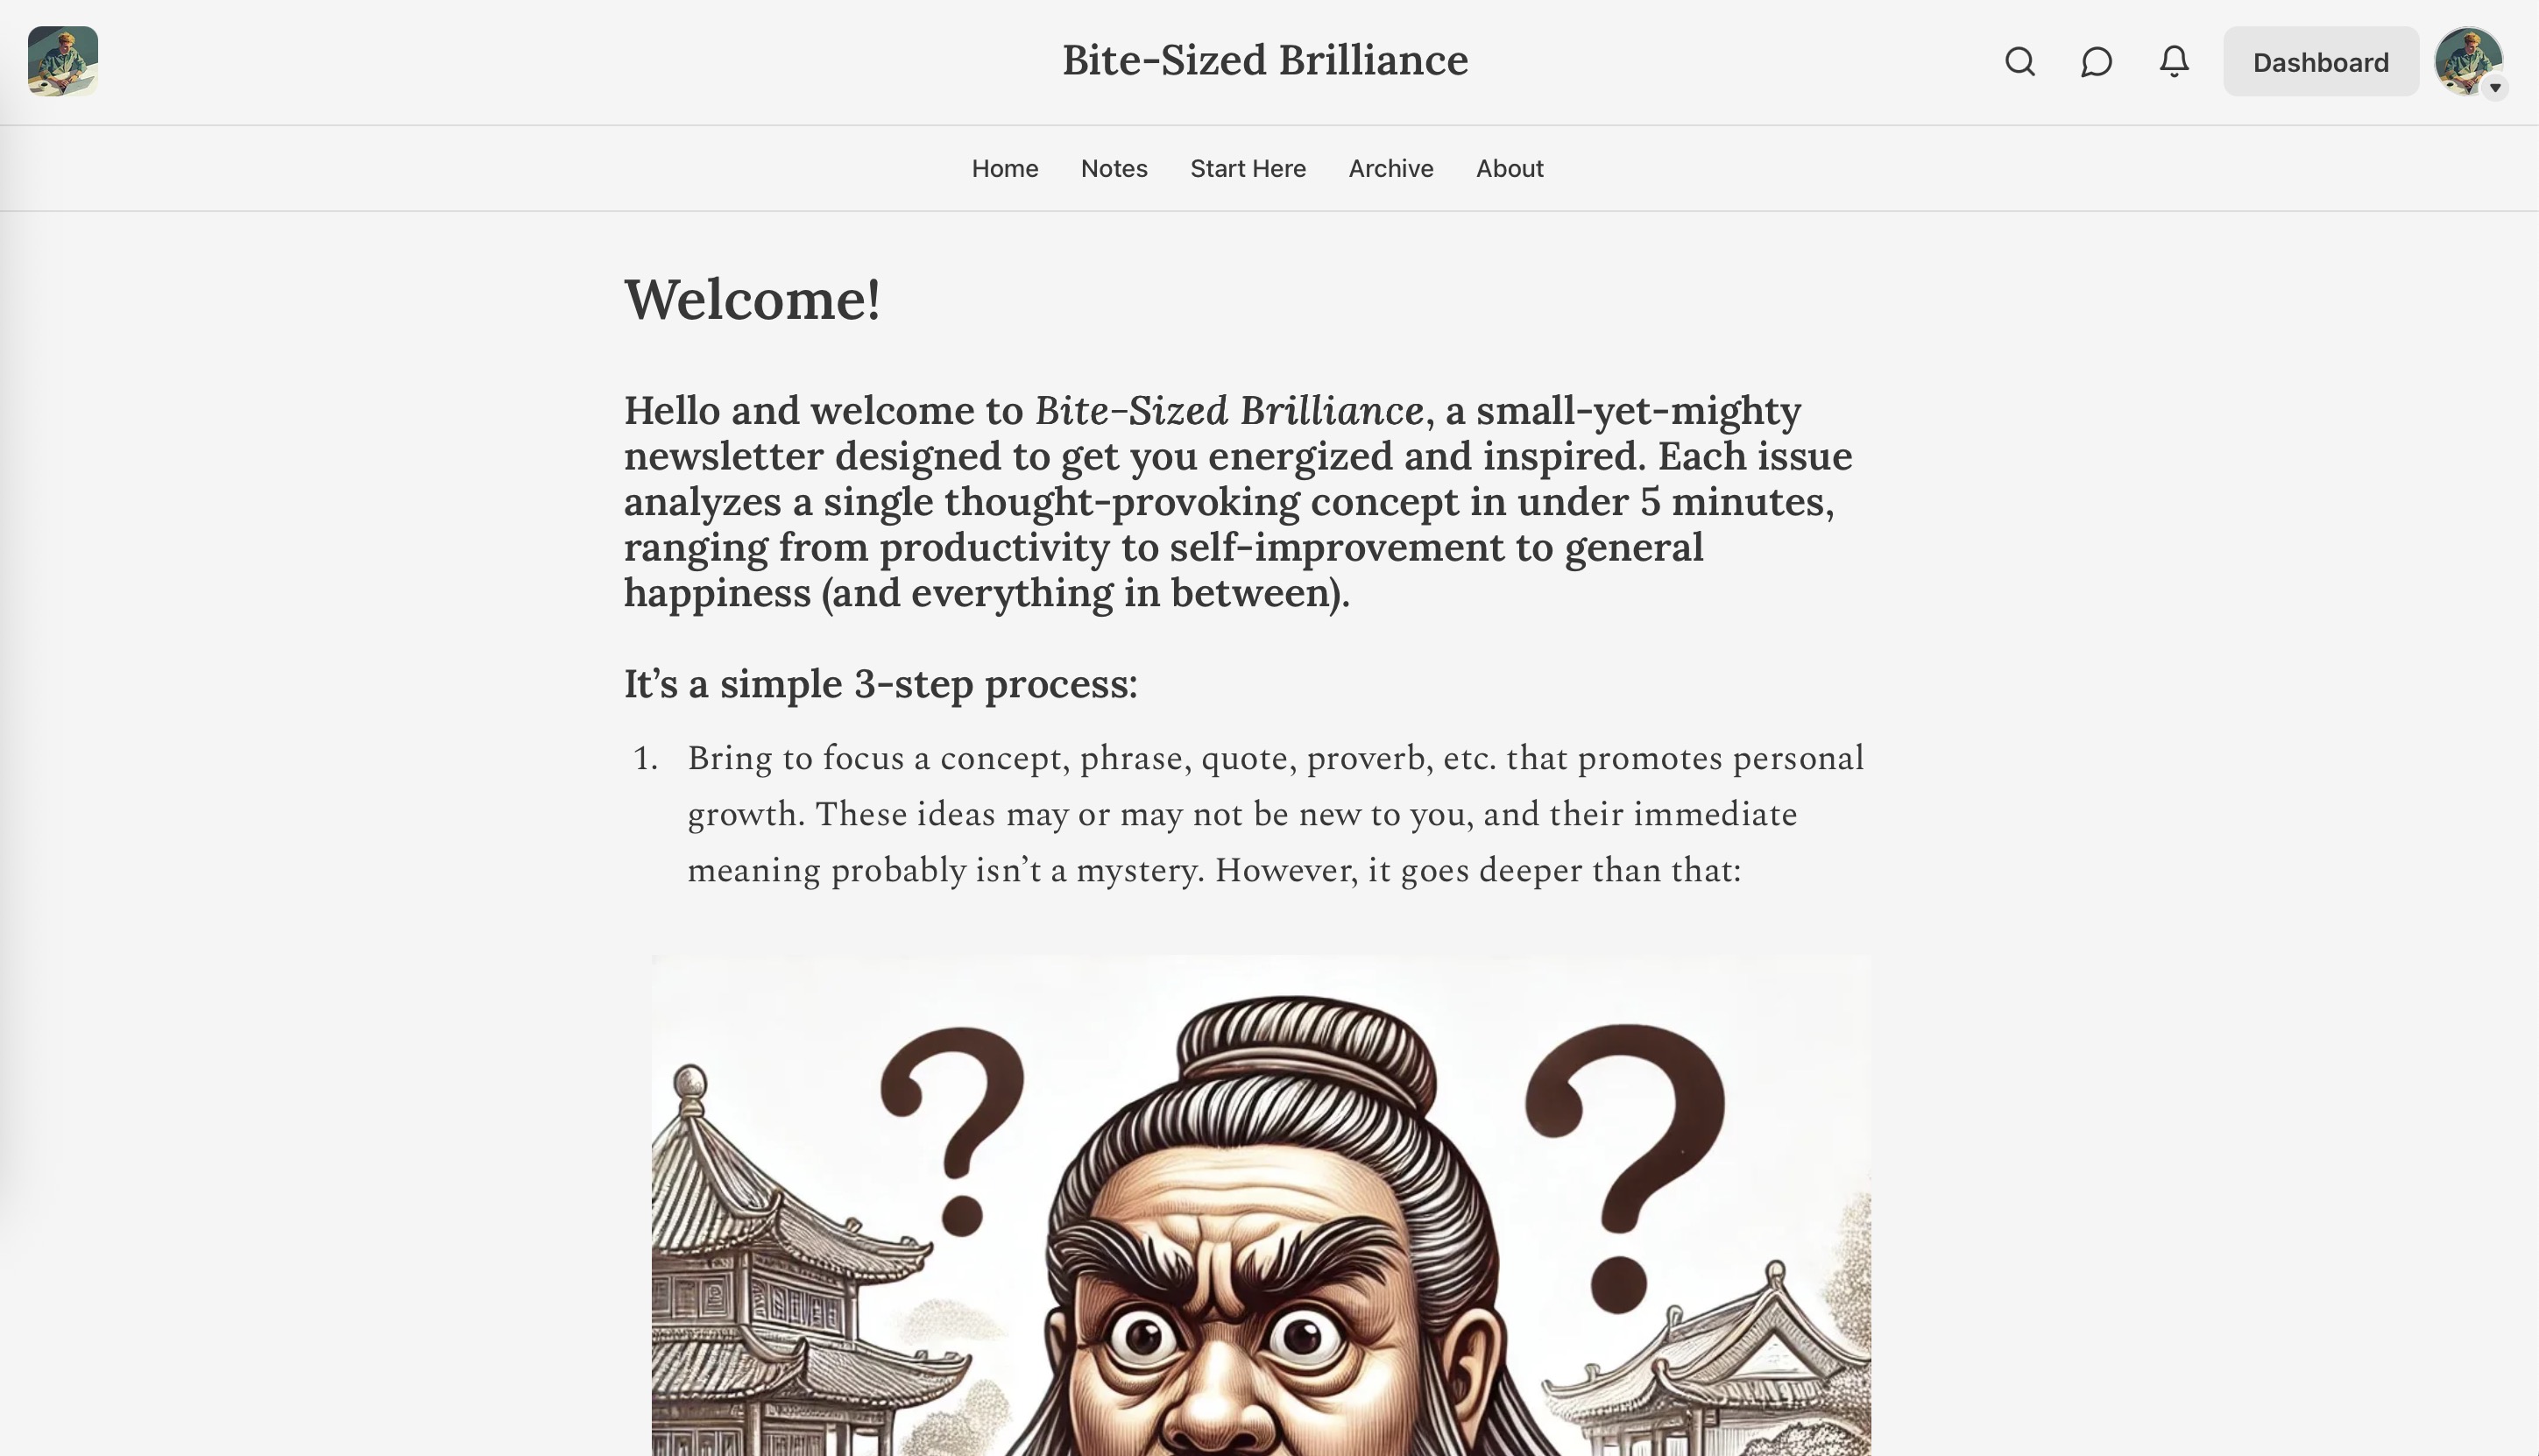 Bite-Sized Brilliance
Dashboard
Home Notes Start Here Archive About
Welcome!
Hello and welcome to Bite-Sized Brilliance, a small-yet-mighty
newsletter designed to get you energized and inspired. Each issue
analyzes a single thought-provoking concept in under 5 minutes,
ranging from productivity to self-improvement to general
happiness (and everything in between).
It’s a simple 3-step process:
1. Bring to focus a concept, phrase, quote, proverb, etc. that promotes personal
growth. These ideas may or may not be new to you, and their immediate
meaning probably isn’t a mystery. However, it goes deeper than that:
? ?